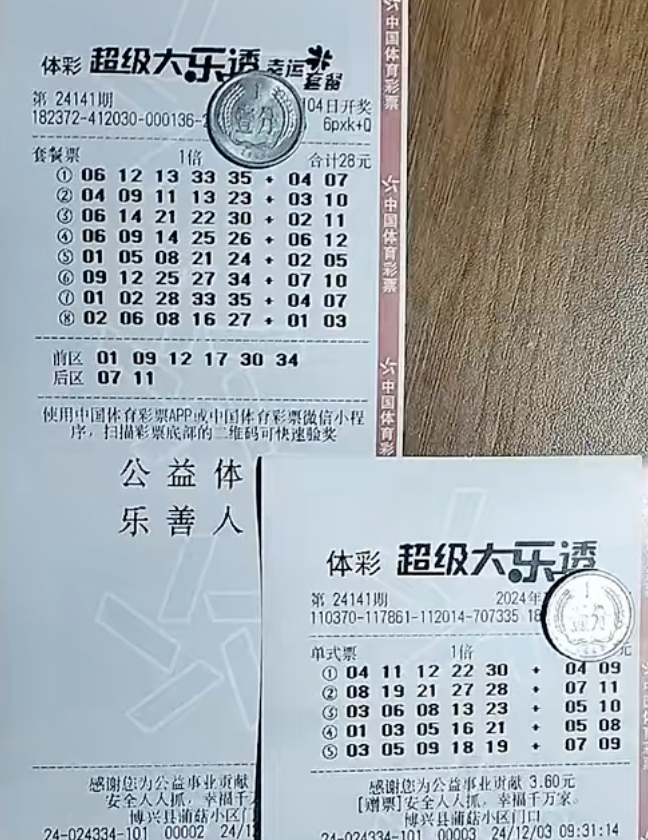 体彩 超级大乐透 幸运套餐
第 24141期 04日开奖
182372-412030-000136- 6pxk+Q
套餐票 1倍 合计28元
① 06 12 13 33 35 + 04 07
② 04 09 11 13 23 + 03 10
③ 06 14 21 22 30 + 02 11
④ 06 09 14 25 26 + 06 12
⑤ 01 05 08 21 24 + 02 05
⑥ 09 12 25 27 34 + 07 10
⑦ 01 02 28 33 35 + 04 07
⑧ 02 06 08 16 27 + 01 03
前区 01 09 12 17 30 34
后区 07 11
使用中国体育彩票APP或中国体育彩票微信小程
序，扫描彩票底部的二维码可快速验奖
公益体
乐善人
感谢您为公益事业贡献
安全人人抓，幸福千
博兴县蒲菇小区门
24-024334-101 00002 24/1
中国体育彩票
中国体育彩票
中国体育彩
壹分
体彩 超级大乐透
第 24141期 2024年
110370-117861-112014-707335 18
单式票 1倍 元
① 04 11 12 22 30 + 04 09
② 08 19 21 27 28 + 07 11
③ 03 06 08 13 23 + 05 10
④ 01 03 05 16 21 + 05 08
⑤ 03 05 09 18 19 + 07 09
感谢您为公益事业贡献 3.60元
[赠票]安全人人抓，幸福千万家。
博兴县蒲菇小区门口
24-024334-101 00003 24/12/02 09:31:14
壹分